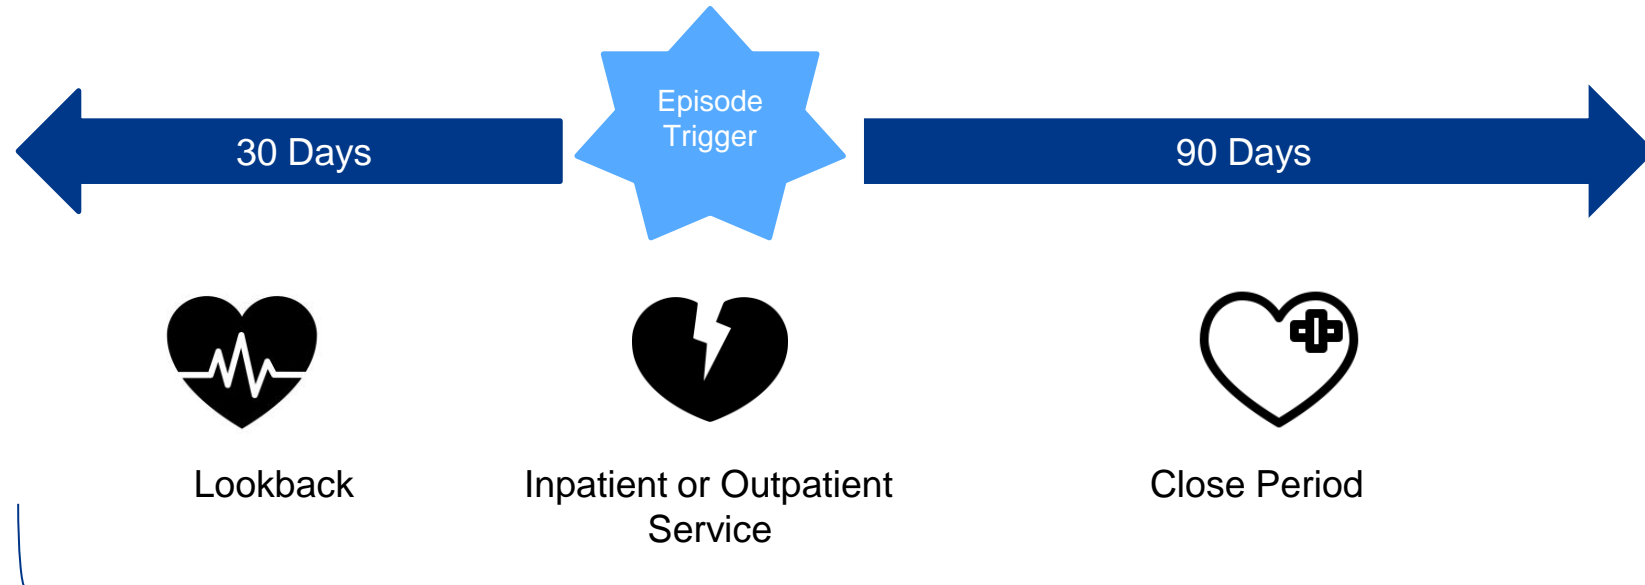 Episode
Trigger
30 Days
90 Days
Lookback
Inpatient or Outpatient
Service
Close Period